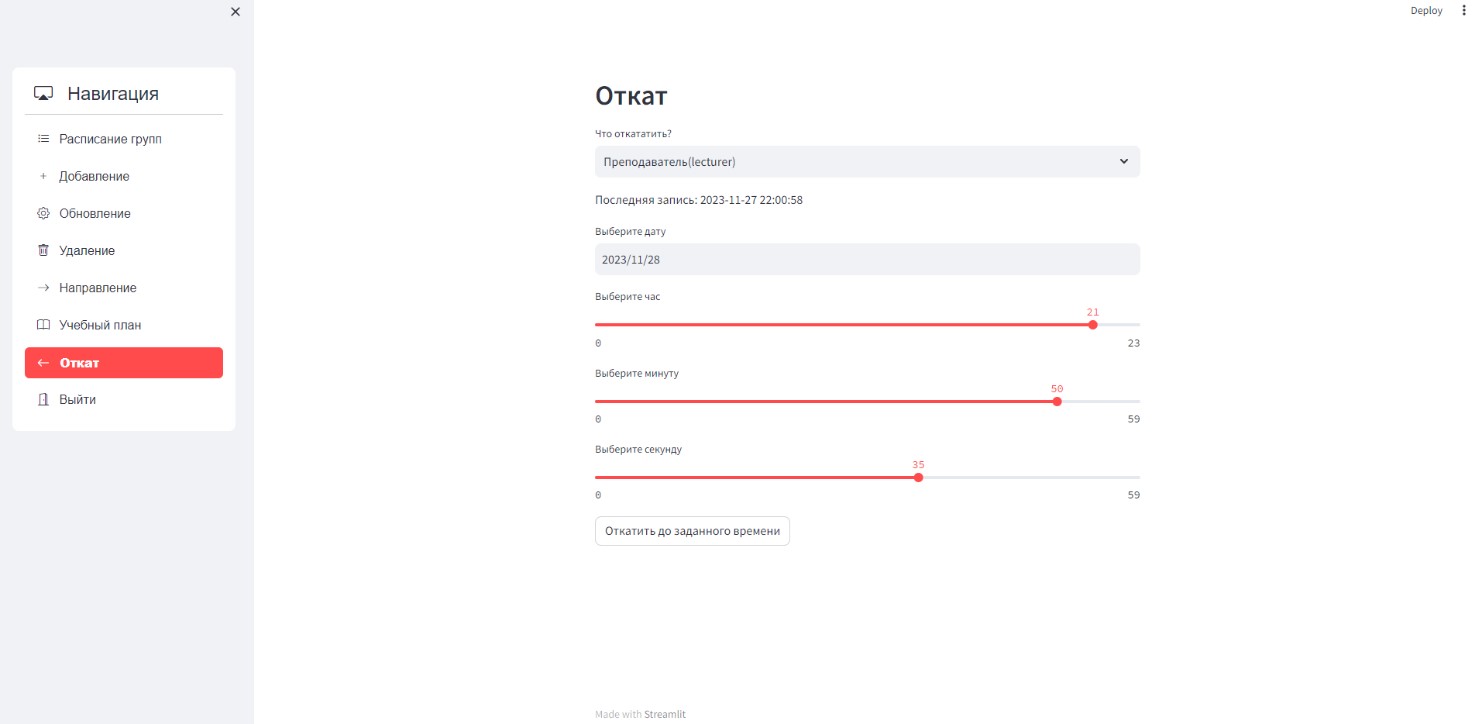 Deploy
Навигация
Расписание групп
Добавление
Обновление
Удаление
Направление
Учебный план
Откат
Выйти
Откат
Что откататить?
Преподаватель(lecturer)
Последняя запись: 2023-11-27 22:00:58
Выберите дату
2023/11/28
Выберите час
21
0 23
Выберите минуту
50
0 59
Выберите секунду
35
0 59
Откатить до заданного времени
Made with Streamlit